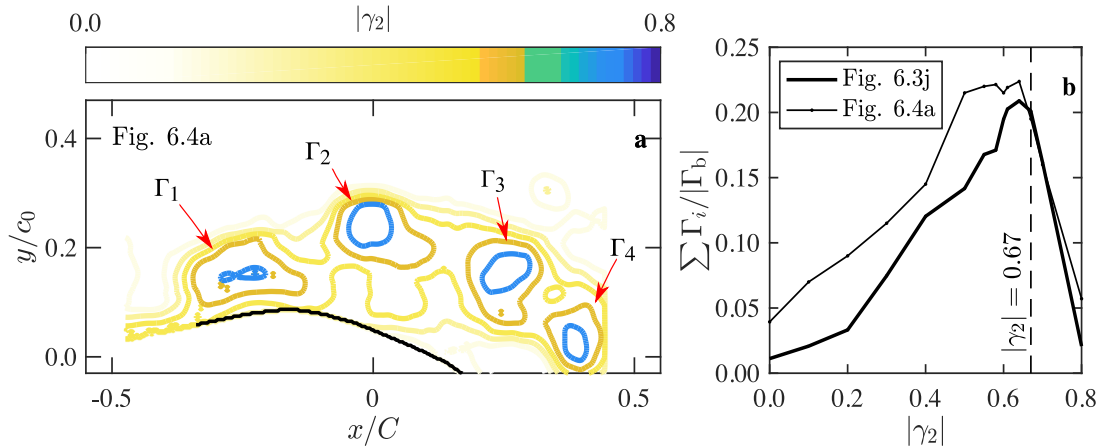 0.0 |γ₂| 0.8
Fig. 6.4a
a
Γ₁
Γ₂
Γ₃
Γ₄
0.4
0.2
0.0
y/c₀
-0.5 0 0.5
x/C
b
Fig. 6.3j
Fig. 6.4a
0.25
0.20
0.15
0.10
0.05
0.00
∑Γᵢ/|Γ_b|
|γ₂| = 0.67
0.0 0.2 0.4 0.6 0.8
|γ₂|